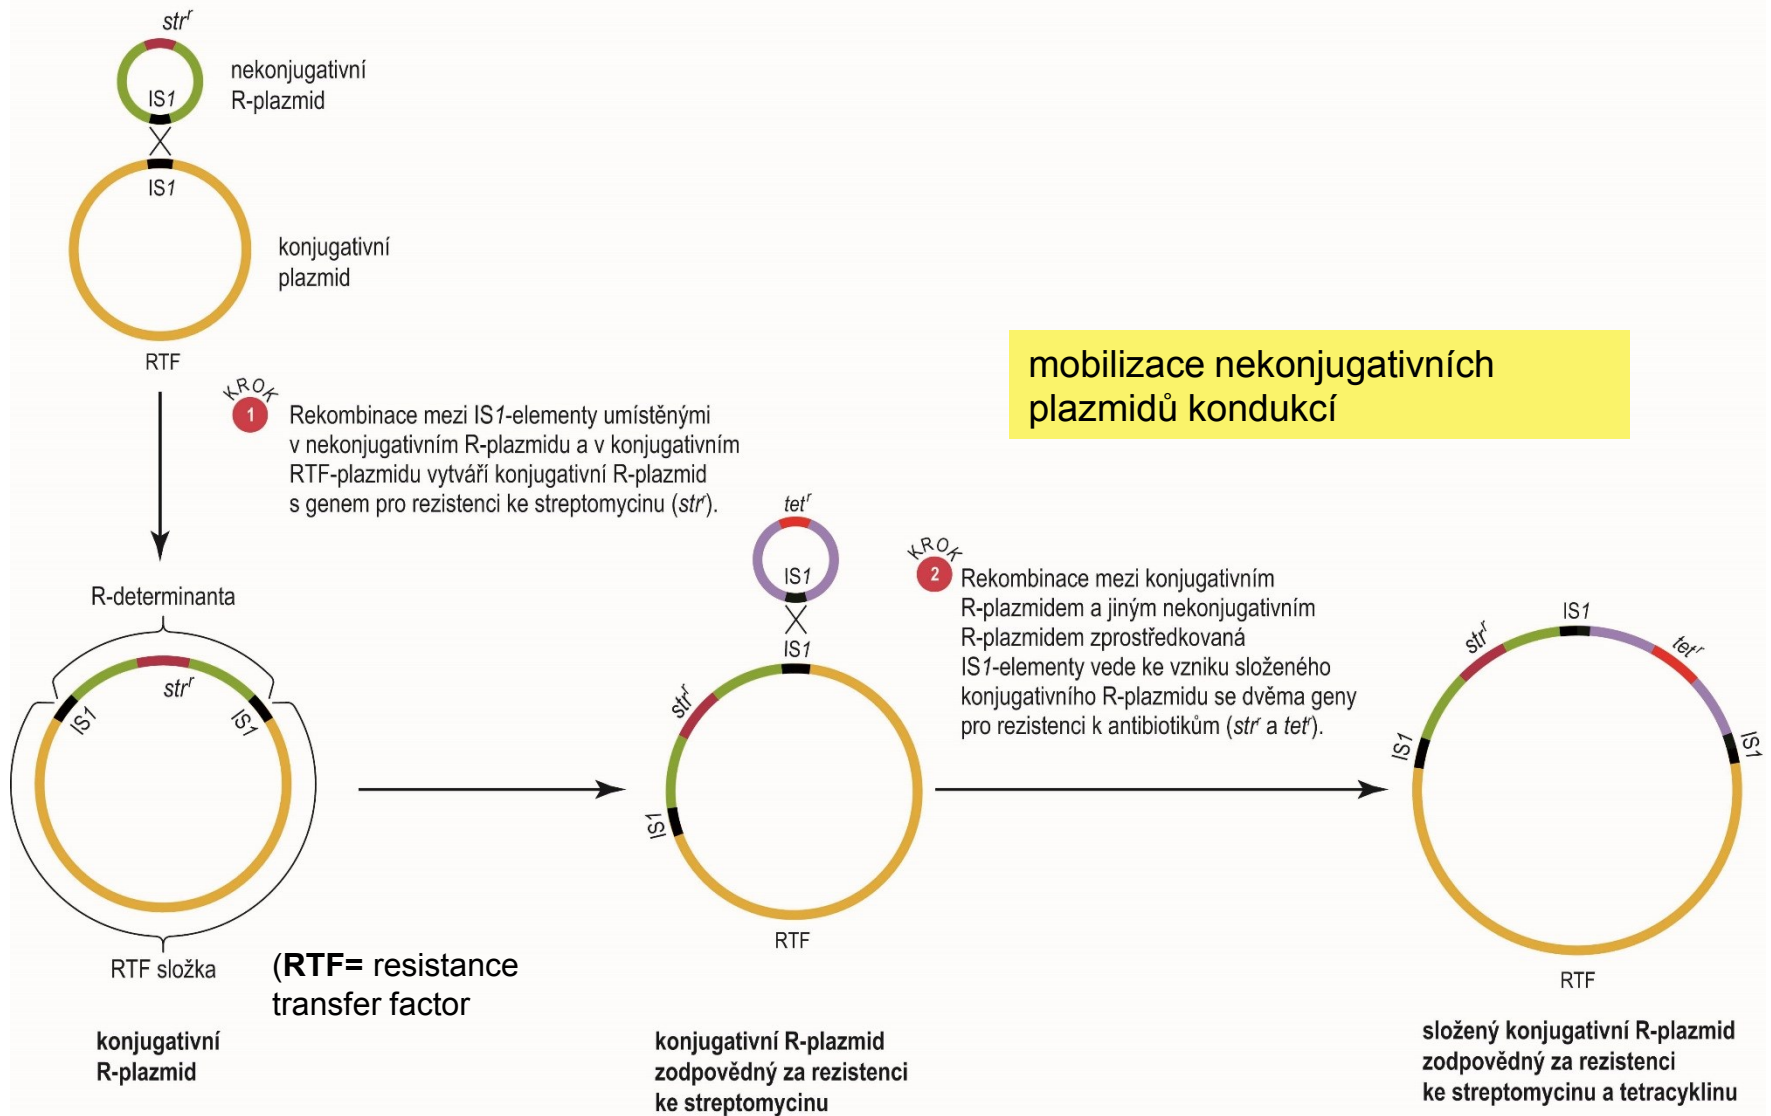 str^r
nekonjugativní
R-plazmid
IS1
IS1
konjugativní
plazmid
RTF
mobilizace nekonjugativních
plazmidů kondukcí
KROK
1
Rekombinace mezi IS1-elementy umístěnými
v nekonjugativním R-plazmidu a v konjugativním
RTF-plazmidu vytváří konjugativní R-plazmid
s genem pro rezistenci ke streptomycinu (str^r).
R-determinanta
str^r
IS1
IS1
RTF složka
(RTF= resistance
transfer factor
konjugativní
R-plazmid
tet^r
IS1
IS1
str^r
IS1
RTF
konjugativní R-plazmid
zodpovědný za rezistenci
ke streptomycinu
KROK
2
Rekombinace mezi konjugativním
R-plazmidem a jiným nekonjugativním
R-plazmidem zprostředkovaná
IS1-elementy vede ke vzniku složeného
konjugativního R-plazmidu se dvěma geny
pro rezistenci k antibiotikům (str^r a tet^r).
IS1
str^r
tet^r
IS1
IS1
RTF
složený konjugativní R-plazmid
zodpovědný za rezistenci
ke streptomycinu a tetracyklinu